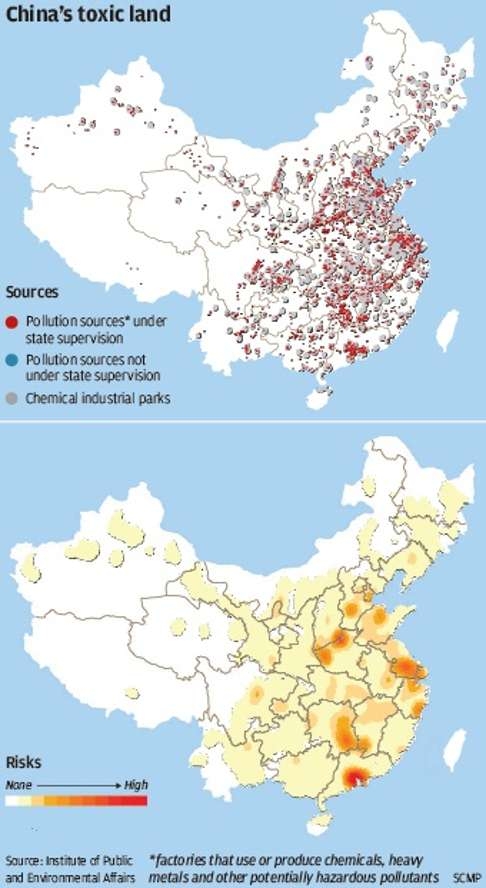 China's toxic land
Sources
Pollution sources* under
state supervision
Pollution sources not
under state supervision
Chemical industrial parks
Risks
None
High
Source: Institute of Public
and Environmental Affairs
*factories that use or produce chemicals, heavy
metals and other potentially hazardous pollutants
SCMP